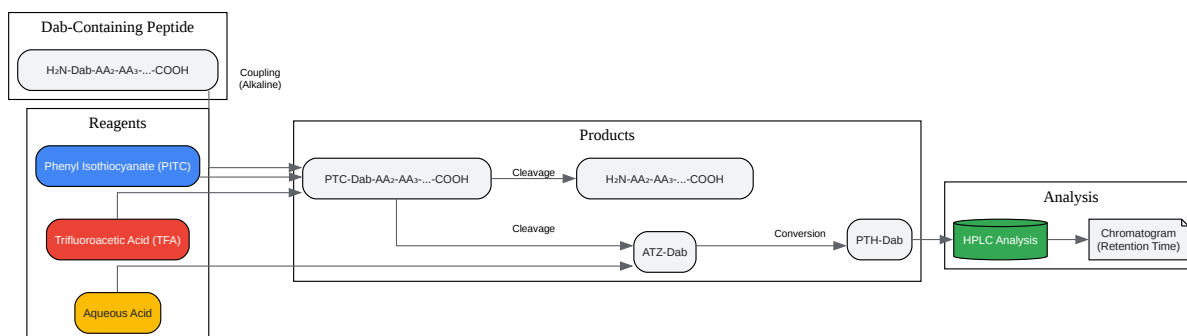 Dab-Containing Peptide
H₂N-Dab-AA₂-AA₃-...-COOH
Coupling
(Alkaline)
Reagents
Phenyl Isothiocyanate (PITC)
Trifluoroacetic Acid (TFA)
Aqueous Acid
Products
PTC-Dab-AA₂-AA₃-...-COOH
Cleavage
H₂N-AA₂-AA₃-...-COOH
Cleavage
ATZ-Dab
Conversion
PTH-Dab
Analysis
HPLC Analysis
Chromatogram
(Retention Time)